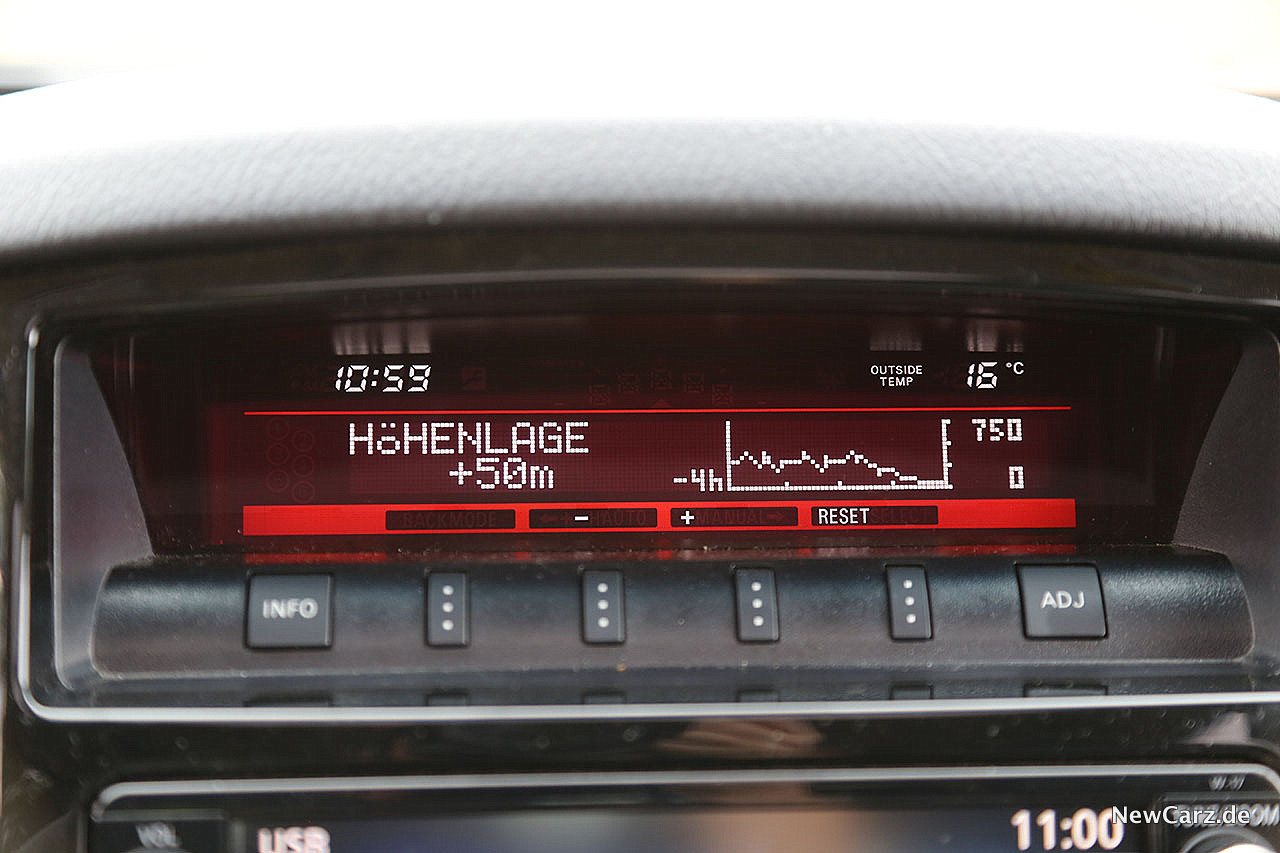 10:59
OUTSIDE
TEMP
16 °C
HöHENLAGE
+50m
-4h
750
0
BACKMODE
- AUTO
+ MANUAL
RESET
INFO
ADJ
VOL
USB
11:00
NewCarz.de